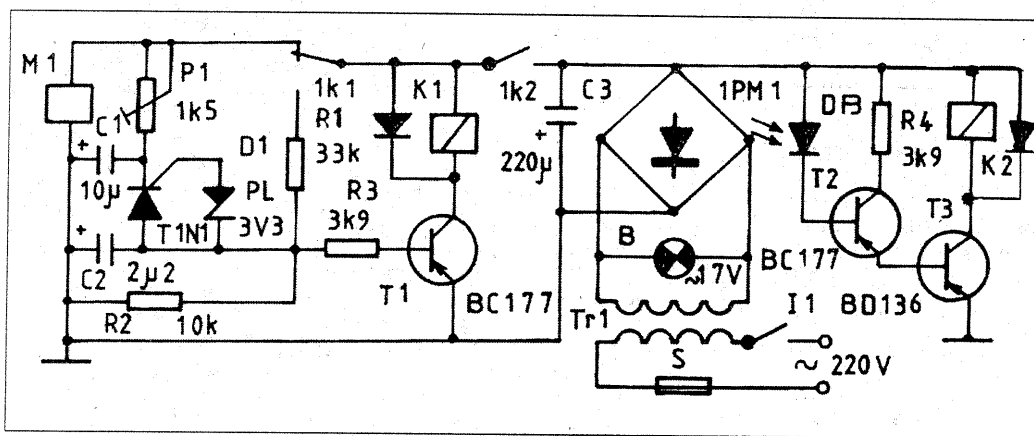 M1
P1
1k5
C1
+
10μ
+
C2
2μ2
T1N1
D1
PL
3V3
R1
33k
R2
10k
R3
3k9
1k1
K1
T1
BC177
1k2
C3
+
220μ
1PM1
B
~17V
Tr1
S
I1
~ 220V
T2
BC177
R4
3k9
K2
T3
BD136